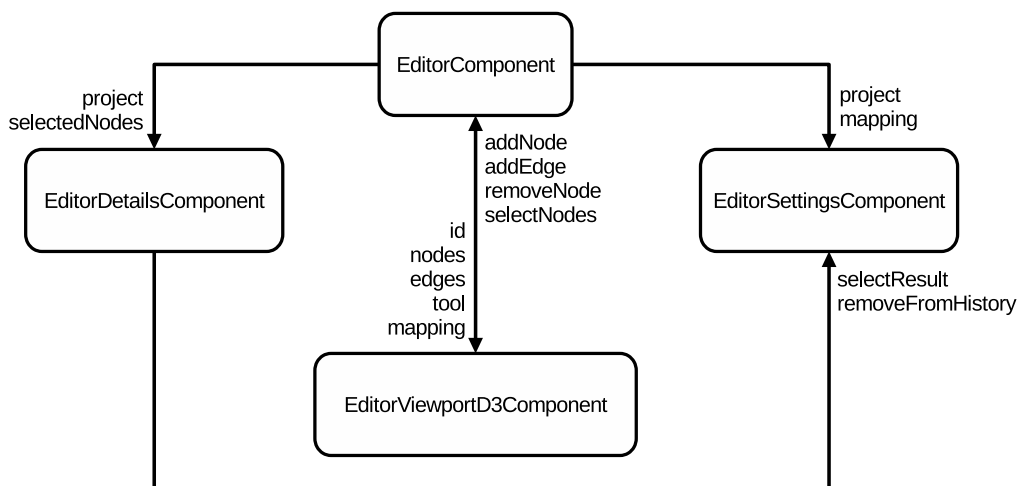 EditorComponent
project
selectedNodes
project
mapping
addNode
addEdge
removeNode
selectNodes
EditorDetailsComponent
EditorSettingsComponent
id
nodes
edges
tool
mapping
selectResult
removeFromHistory
EditorViewportD3Component